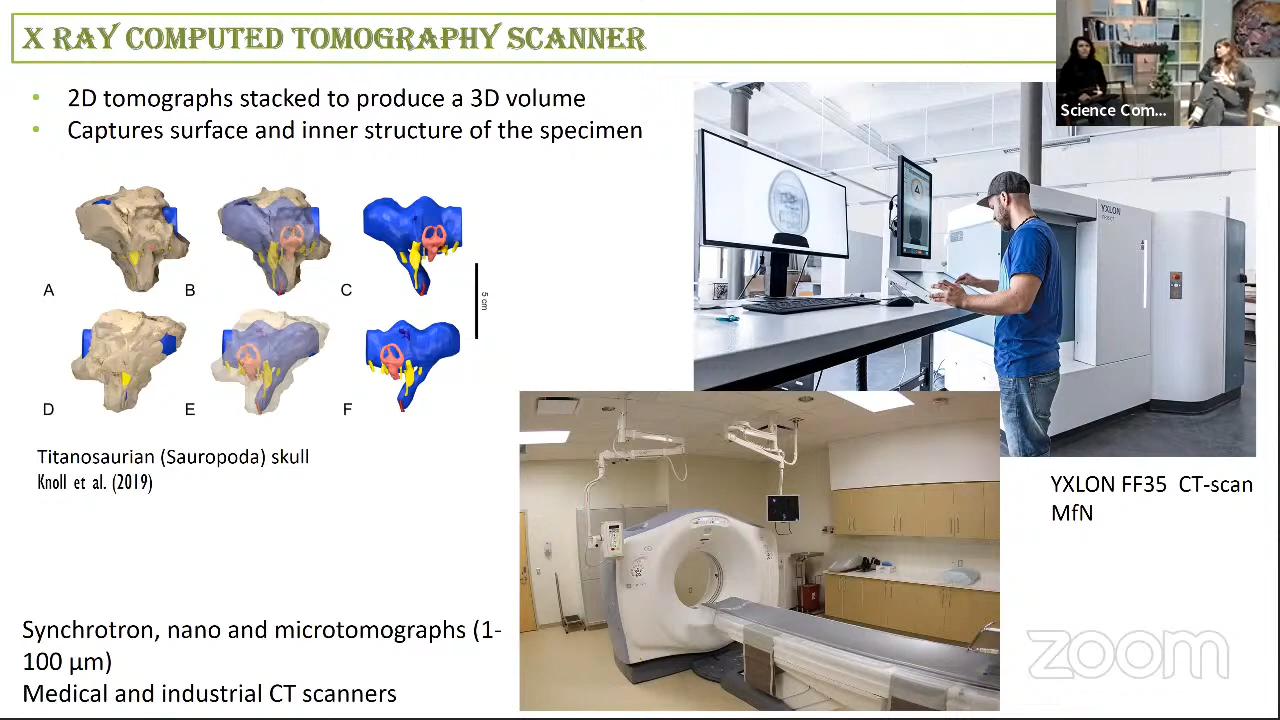 X RAY COMPUTED TOMOGRAPHY SCANNER
Science Com...
• 2D tomographs stacked to produce a 3D volume
• Captures surface and inner structure of the specimen
YXLON
A
B
C
5 cm
D
E
F
Titanosaurian (Sauropoda) skull
Knoll et al. (2019)
YXLON FF35 CT-scan
MfN
Synchrotron, nano and microtomographs (1-
100 µm)
Medical and industrial CT scanners
zoom